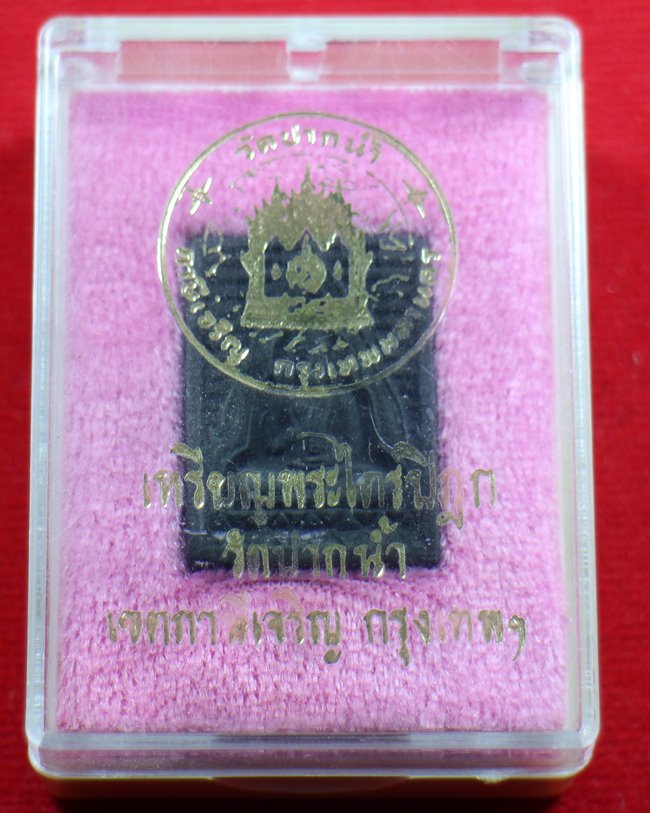 วัดปากน้ำ
ภาษีเจริญ กรุงเทพมหานคร
เหรียญพระไตรปิฎก
วัดปากน้ำ
เขตภาษีเจริญ กรุงเทพฯ